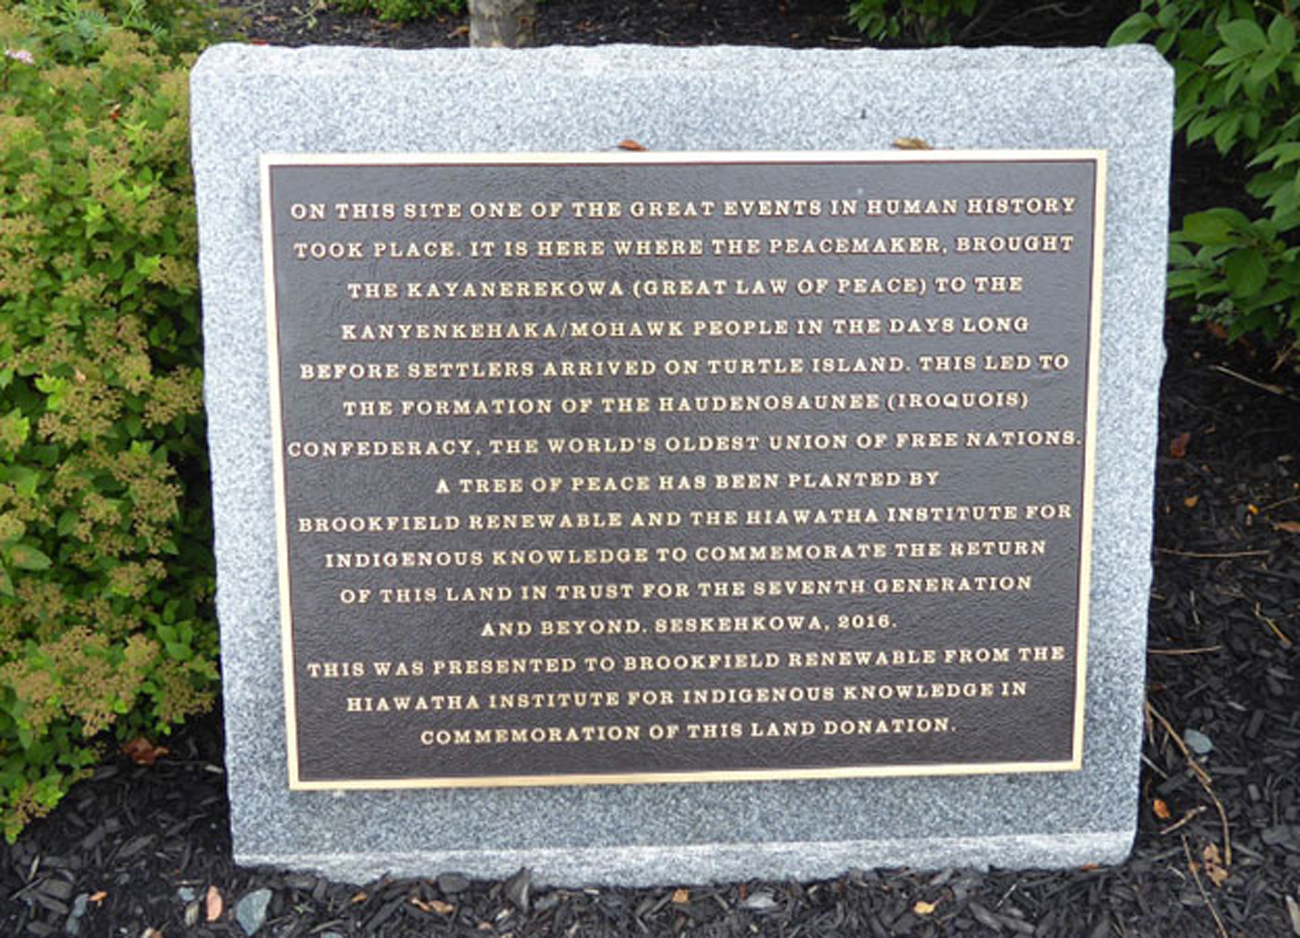 ON THIS SITE ONE OF THE GREAT EVENTS IN HUMAN HISTORY
TOOK PLACE. IT IS HERE WHERE THE PEACEMAKER, BROUGHT
THE KAYANEREKOWA (GREAT LAW OF PEACE) TO THE
KANYENKEHAKA/MOHAWK PEOPLE IN THE DAYS LONG
BEFORE SETTLERS ARRIVED ON TURTLE ISLAND. THIS LED TO
THE FORMATION OF THE HAUDENOSAUNEE (IROQUOIS)
CONFEDERACY, THE WORLD'S OLDEST UNION OF FREE NATIONS.
A TREE OF PEACE HAS BEEN PLANTED BY
BROOKFIELD RENEWABLE AND THE HIAWATHA INSTITUTE FOR
INDIGENOUS KNOWLEDGE TO COMMEMORATE THE RETURN
OF THIS LAND IN TRUST FOR THE SEVENTH GENERATION
AND BEYOND. SESKEHKOWA, 2016.
THIS WAS PRESENTED TO BROOKFIELD RENEWABLE FROM THE
HIAWATHA INSTITUTE FOR INDIGENOUS KNOWLEDGE IN
COMMEMORATION OF THIS LAND DONATION.